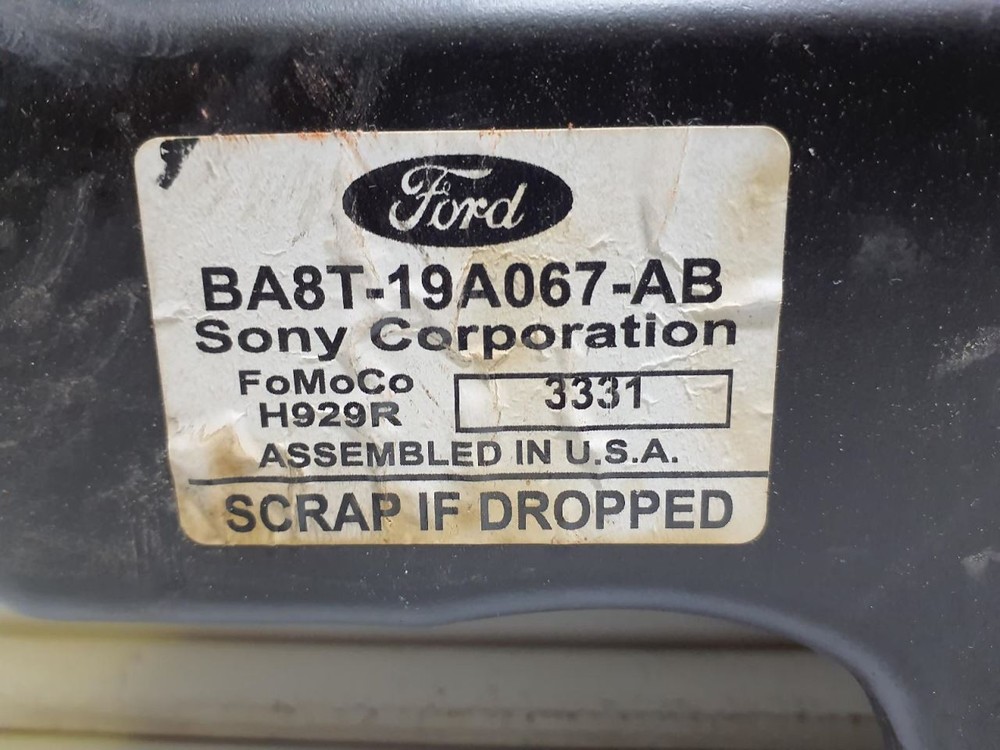 Ford
BA8T-19A067-AB
Sony Corporation
FoMoCo
H929R
3331
ASSEMBLED IN U.S.A.
SCRAP IF DROPPED